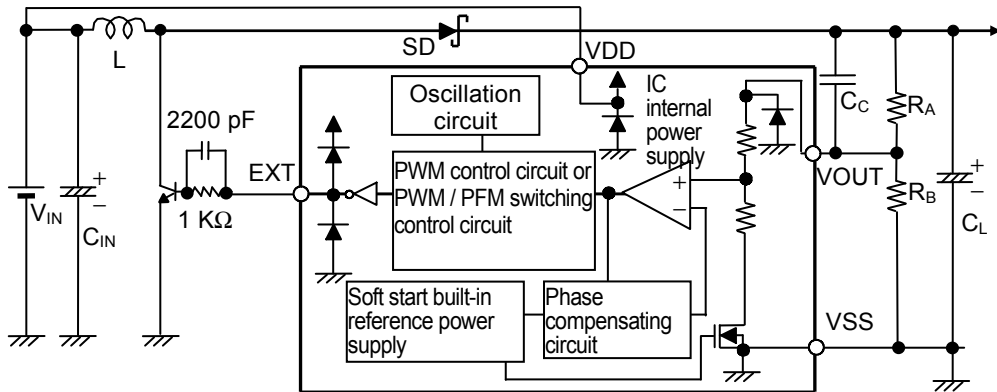 SD
VDD
L
Oscillation
circuit
IC
internal
power
supply
CC
RA
2200 pF
EXT
PWM control circuit or
PWM / PFM switching
control circuit
+
−
VOUT
VIN
+
−
CIN
1 KΩ
RB
+
−
CL
Soft start built-in
reference power
supply
Phase
compensating
circuit
VSS